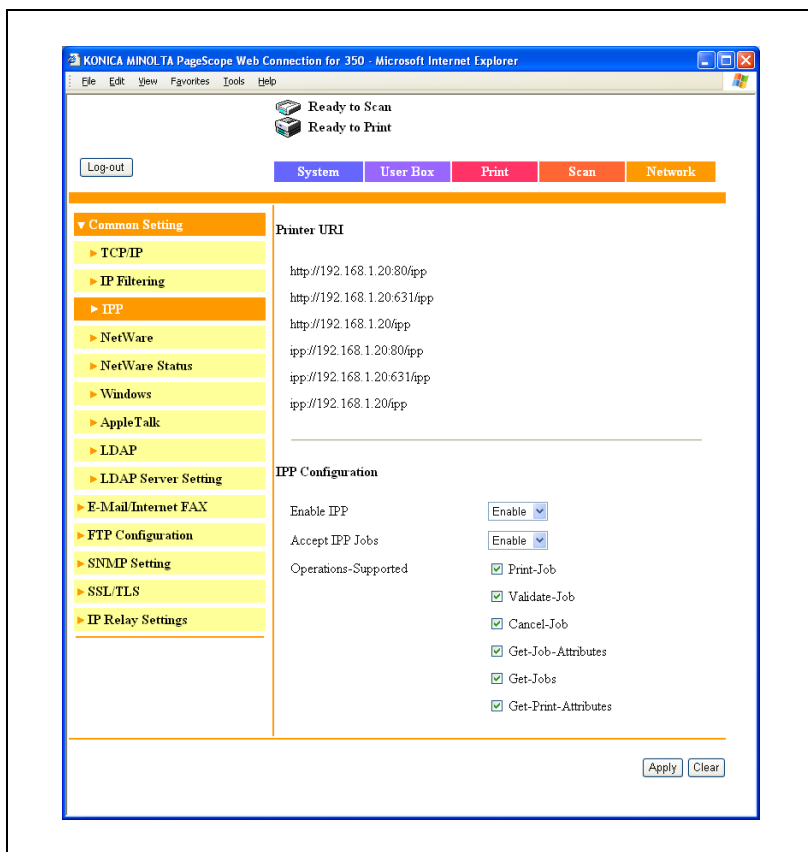 KONICA MINOLTA PageScope Web Connection for 350 - Microsoft Internet Explorer
File Edit View Favorites Tools Help
Ready to Scan
Ready to Print
Log-out
System User Box Print Scan Network
▼ Common Setting
► TCP/IP
► IP Filtering
► IPP
► NetWare
► NetWare Status
► Windows
► AppleTalk
► LDAP
► LDAP Server Setting
► E-Mail/Internet FAX
► FTP Configuration
► SNMP Setting
► SSL/TLS
► IP Relay Settings
Printer URI
http://192.168.1.20:80/ipp
http://192.168.1.20:631/ipp
http://192.168.1.20/ipp
ipp://192.168.1.20:80/ipp
ipp://192.168.1.20:631/ipp
ipp://192.168.1.20/ipp
IPP Configuration
Enable IPP Enable
Accept IPP Jobs Enable
Operations-Supported Print-Job
Validate-Job
Cancel-Job
Get-Job-Attributes
Get-Jobs
Get-Print-Attributes
Apply Clear